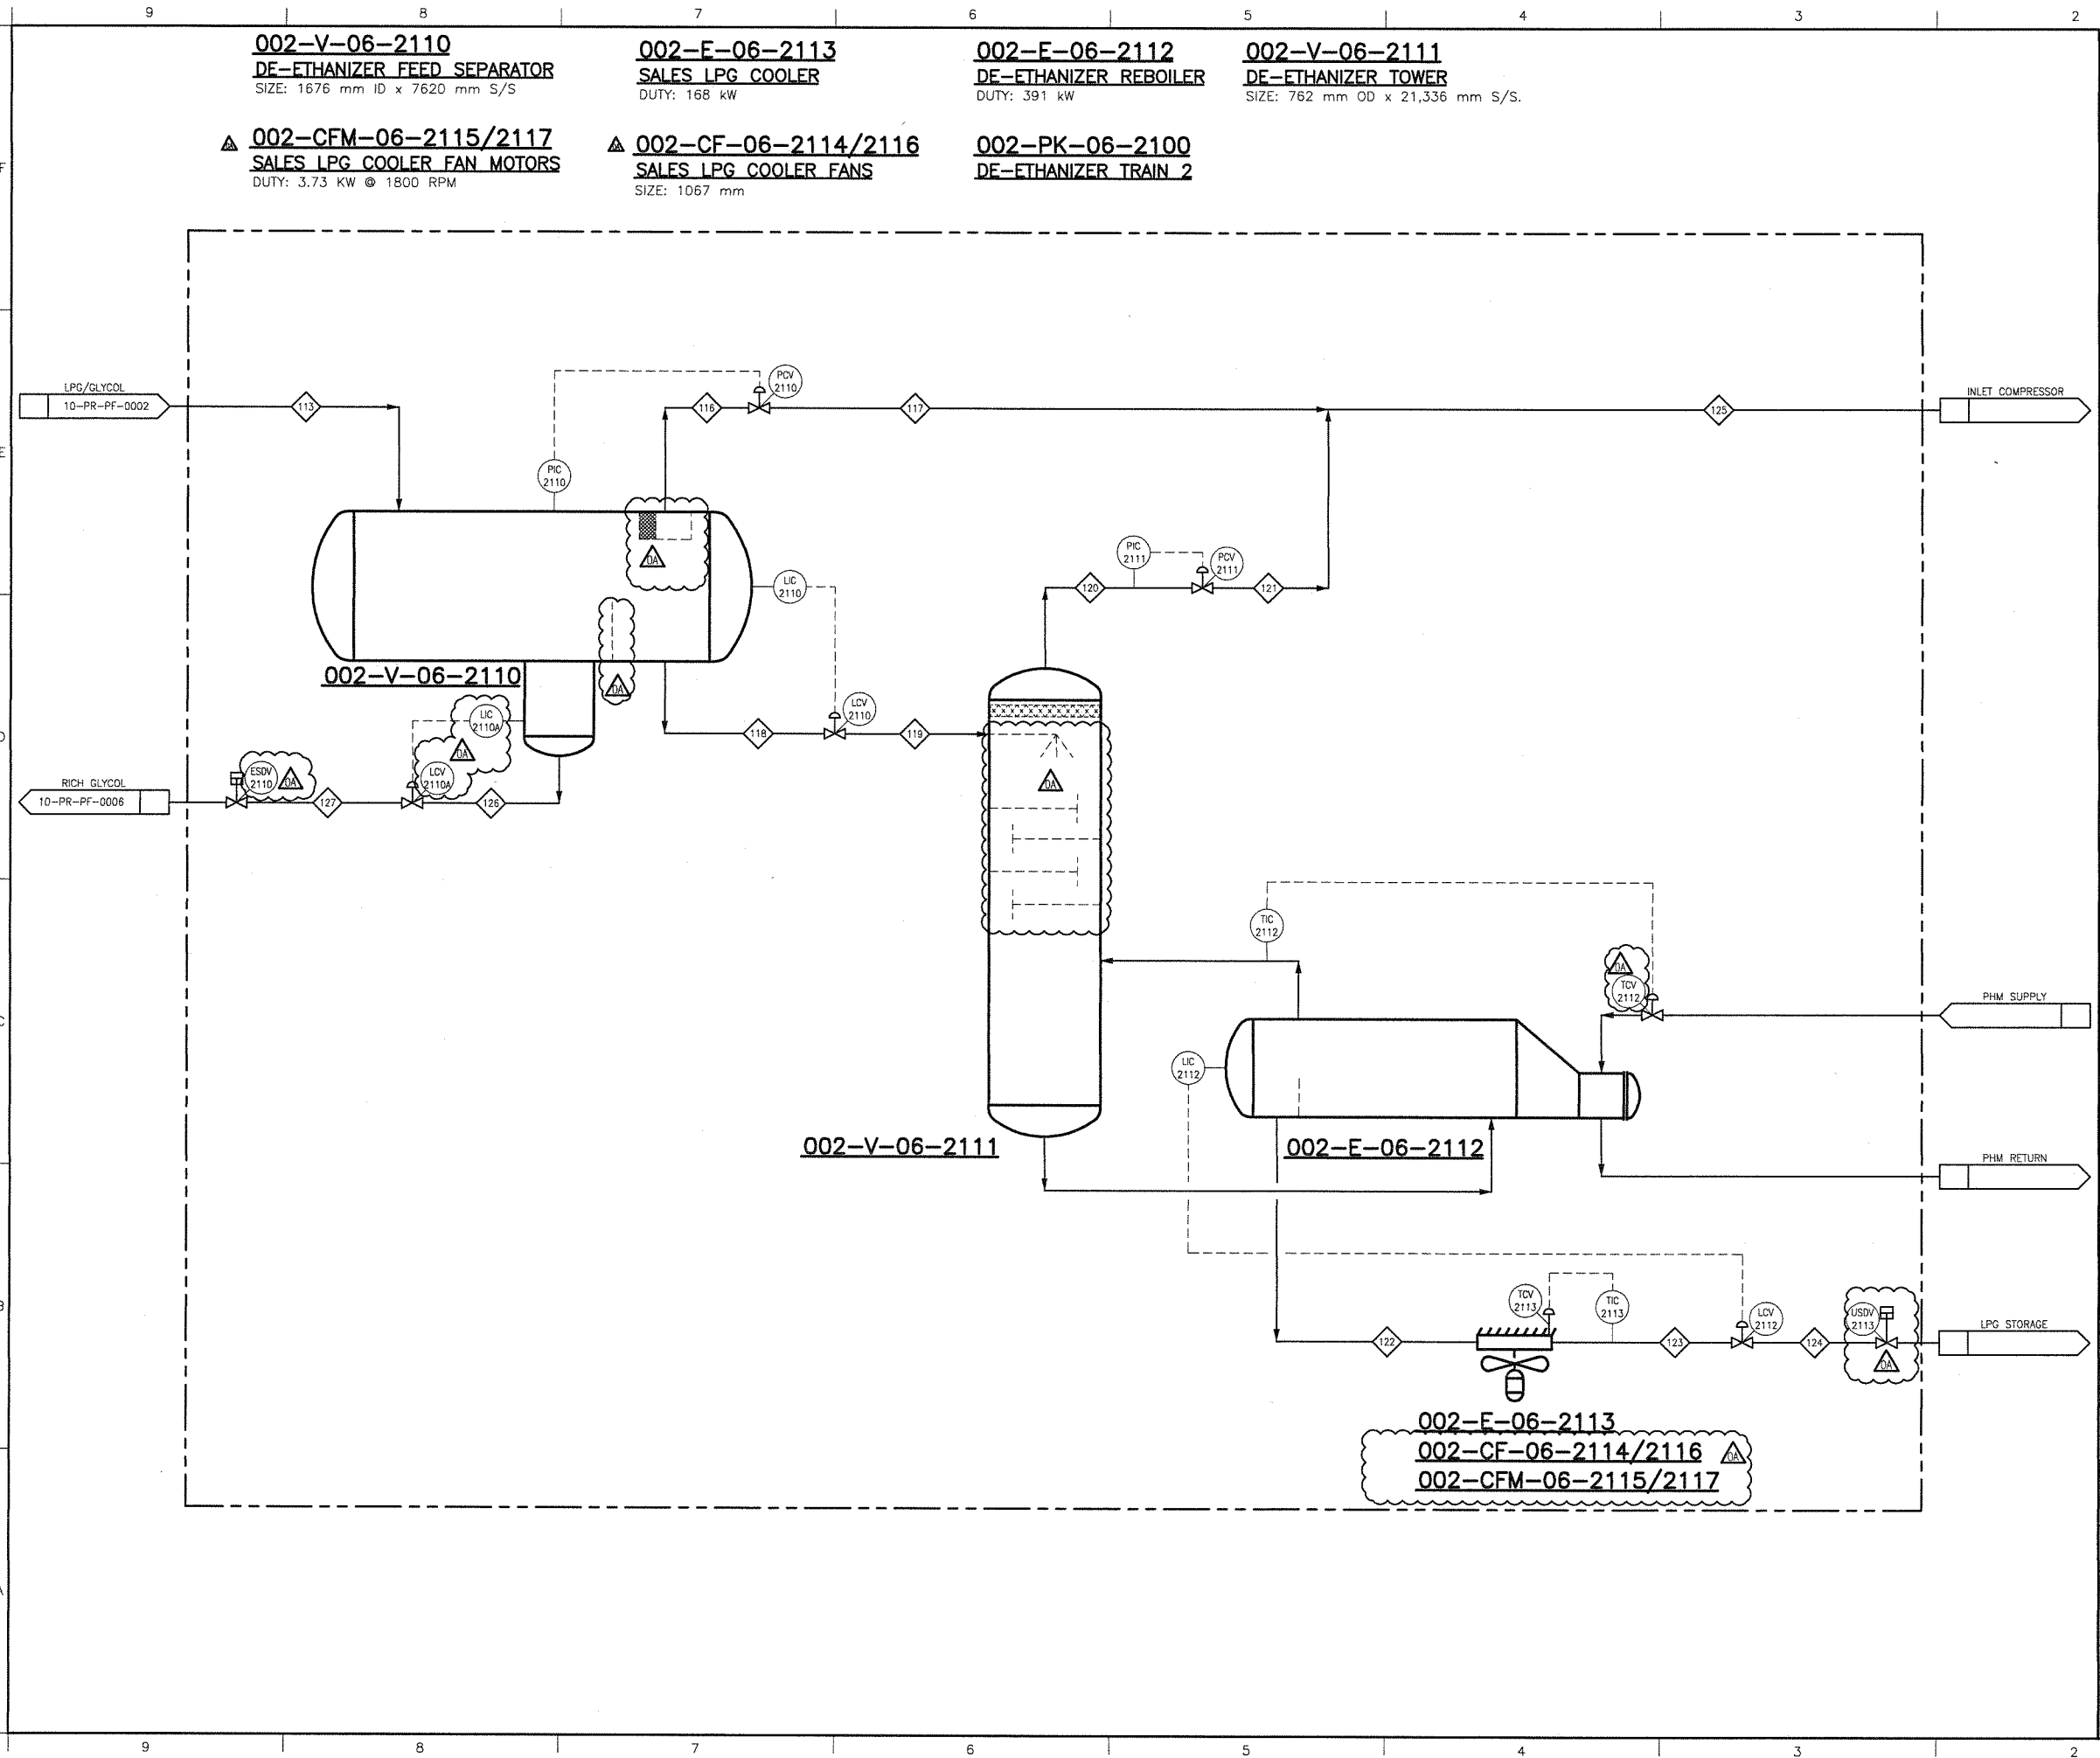 9 8 7 6 5 4 3 2
002-V-06-2110
DE-ETHANIZER FEED SEPARATOR
SIZE: 1676 mm ID x 7620 mm S/S
002-E-06-2113
SALES LPG COOLER
DUTY: 168 kW
002-E-06-2112
DE-ETHANIZER REBOILER
DUTY: 391 kW
002-V-06-2111
DE-ETHANIZER TOWER
SIZE: 762 mm OD x 21,336 mm S/S.
002-CFM-06-2115/2117
SALES LPG COOLER FAN MOTORS
DUTY: 3.73 KW @ 1800 RPM
002-CF-06-2114/2116
SALES LPG COOLER FANS
SIZE: 1067 mm
002-PK-06-2100
DE-ETHANIZER TRAIN 2
F
LPG/GLYCOL
10-PR-PF-0002
113
PCV
2110
116
117
125
INLET COMPRESSOR
E
PIC
2110
0A
LIC
2110
PIC
2111
PCV
2111
120
121
002-V-06-2110
0A
LIC
2110A
0A
LCV
2110A
LCV
2110
118
119
D
RICH GLYCOL
10-PR-PF-0006
ESDV
2110
0A
127
126
0A
TIC
2112
0A
TCV
2112
PHM SUPPLY
C
LIC
2112
002-V-06-2111
002-E-06-2112
PHM RETURN
B
TCV
2113
TIC
2113
LCV
2112
USDV
2113
0A
122
123
124
LPG STORAGE
002-E-06-2113
002-CF-06-2114/2116
0A
002-CFM-06-2115/2117
A
9 8 7 6 5 4 3 2